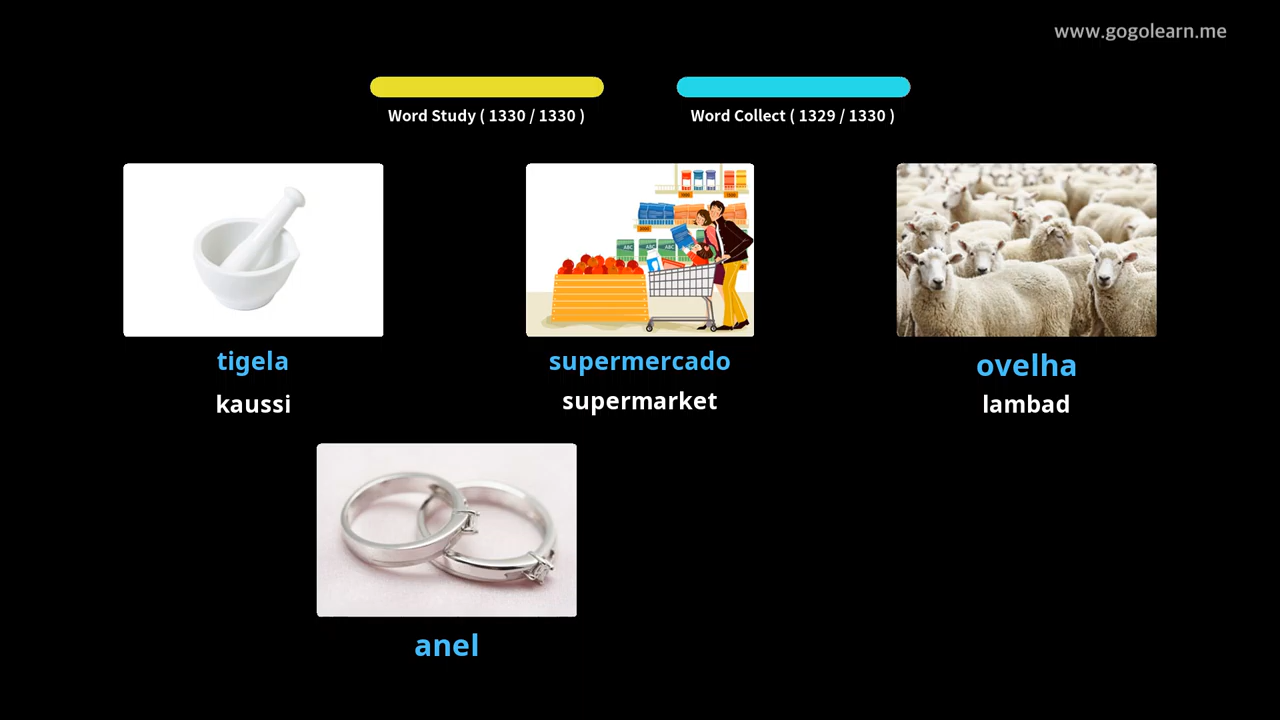 www.gogolearn.me
Word Study ( 1330 / 1330 )
Word Collect ( 1329 / 1330 )
tigela
kaussi
supermercado
supermarket
ovelha
lambad
anel